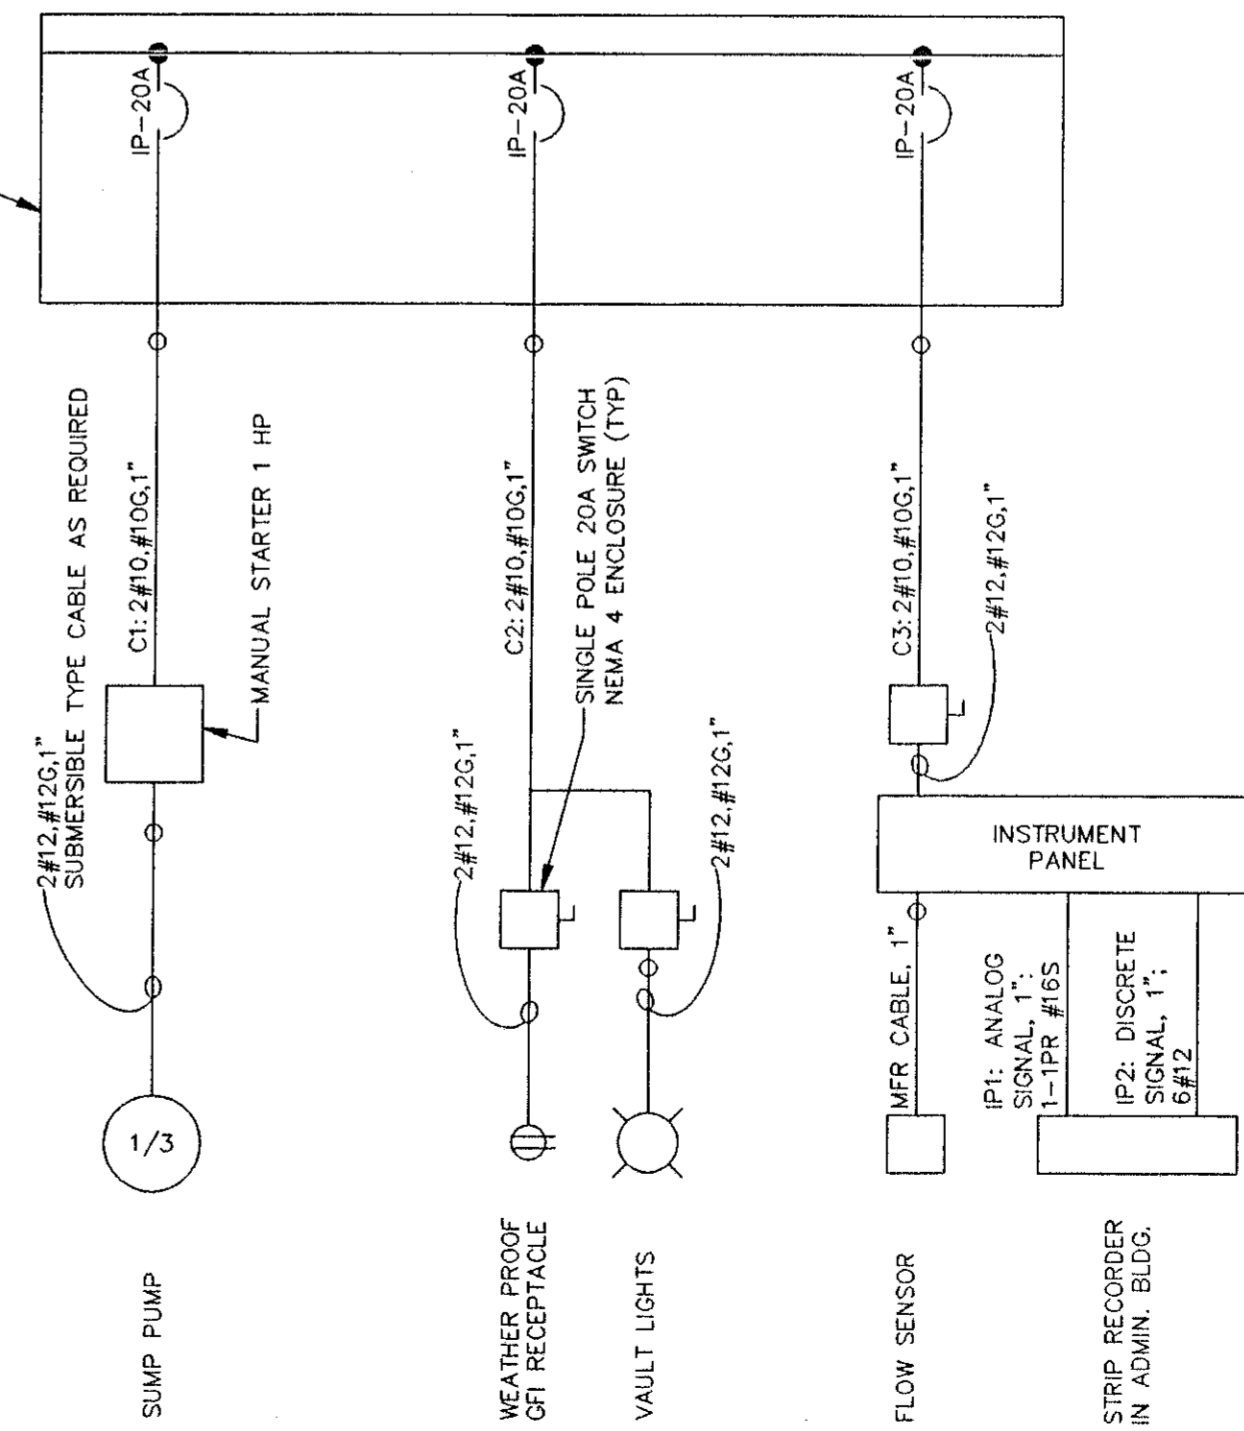 IP-20A
IP-20A
IP-20A
2#12,#12G,1"
SUBMERSIBLE TYPE CABLE AS REQUIRED
C1: 2#10,#10G,1"
MANUAL STARTER 1 HP
1/3
SUMP PUMP
C2: 2#10,#10G,1"
SINGLE POLE 20A SWITCH
NEMA 4 ENCLOSURE (TYP)
2#12,#12G,1"
2#12,#12G,1"
WEATHER PROOF
GFI RECEPTACLE
VAULT LIGHTS
C3: 2#10,#10G,1"
2#12,#12G,1"
INSTRUMENT
PANEL
MFR CABLE, 1"
IP1: ANALOG
SIGNAL, 1":
1-1PR #16S
IP2: DISCRETE
SIGNAL, 1";
6#12
FLOW SENSOR
STRIP RECORDER
IN ADMIN. BLDG.